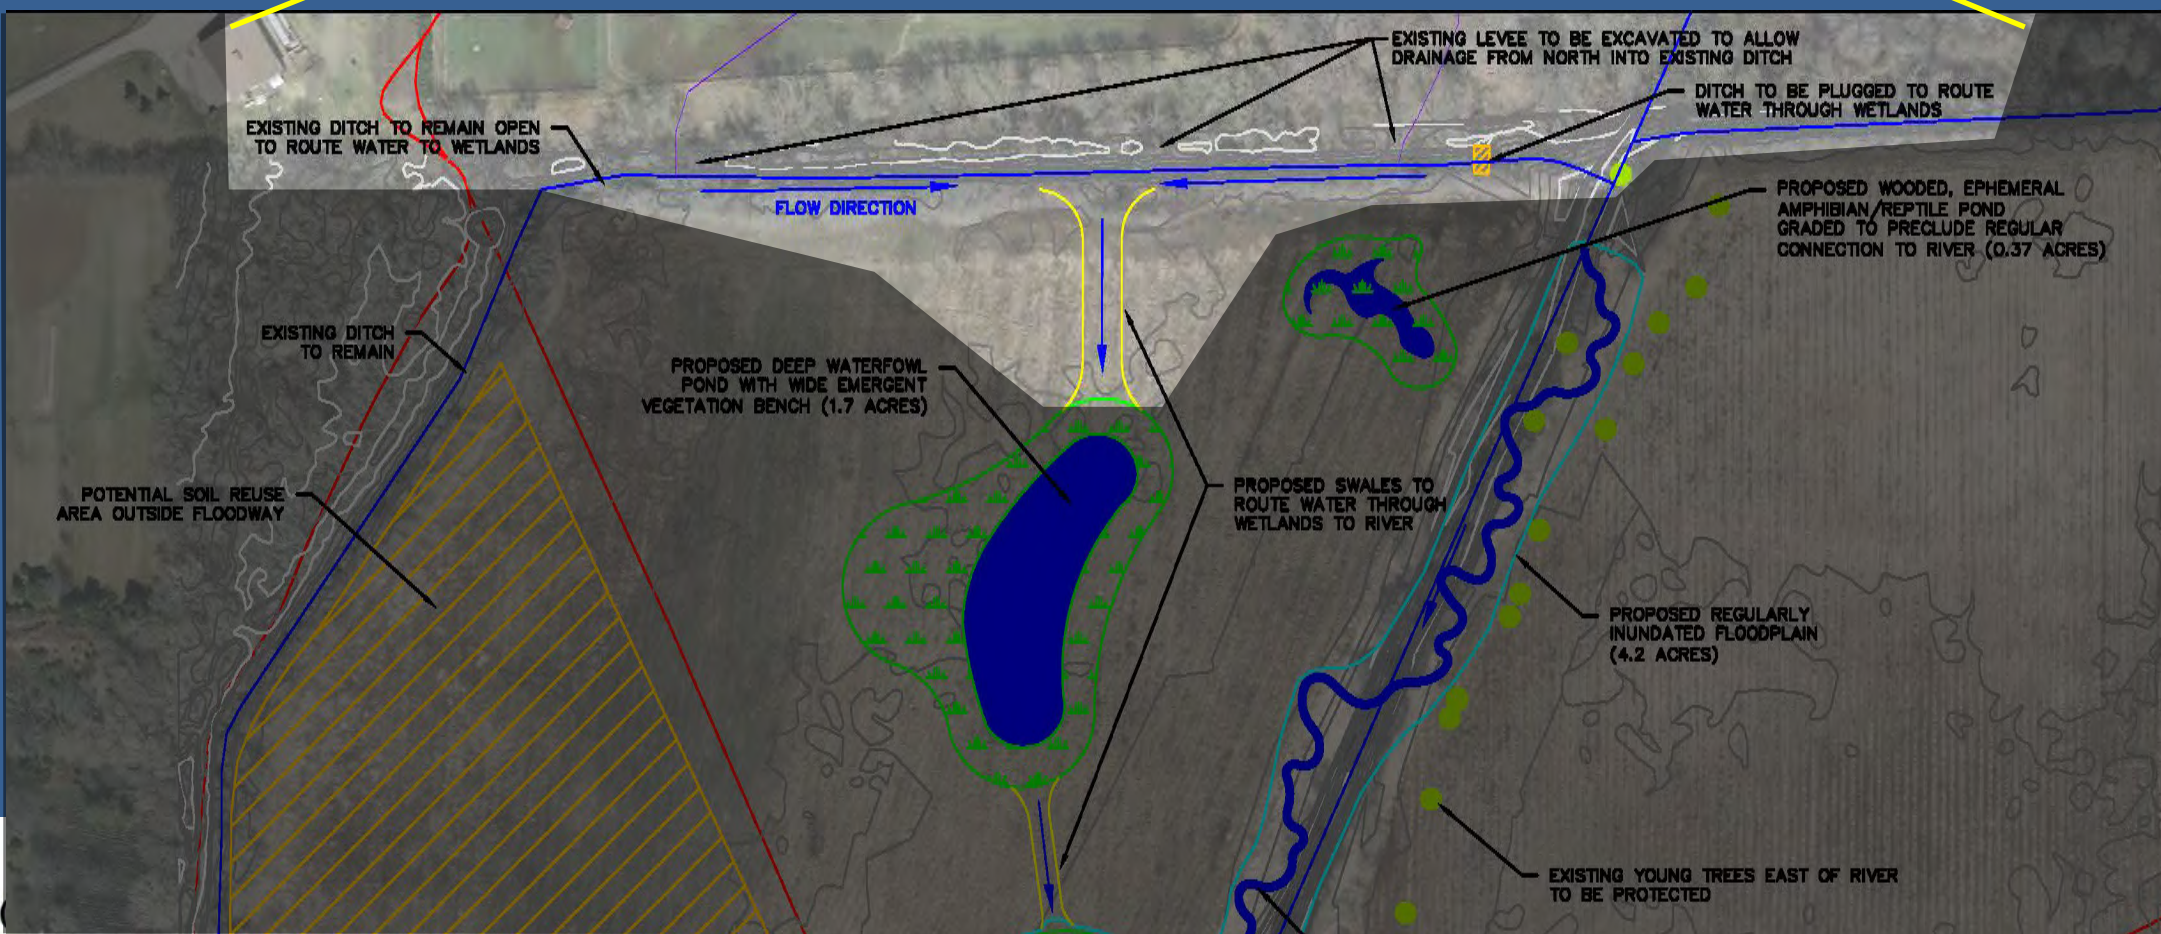 EXISTING LEVEE TO BE EXCAVATED TO ALLOW
DRAINAGE FROM NORTH INTO EXISTING DITCH
DITCH TO BE PLUGGED TO ROUTE
WATER THROUGH WETLANDS
EXISTING DITCH TO REMAIN OPEN
TO ROUTE WATER TO WETLANDS
FLOW DIRECTION
PROPOSED WOODED, EPHEMERAL
AMPHIBIAN/REPTILE POND
GRADED TO PRECLUDE REGULAR
CONNECTION TO RIVER (0.37 ACRES)
EXISTING DITCH
TO REMAIN
PROPOSED DEEP WATERFOWL
POND WITH WIDE EMERGENT
VEGETATION BENCH (1.7 ACRES)
POTENTIAL SOIL REUSE
AREA OUTSIDE FLOODWAY
PROPOSED SWALES TO
ROUTE WATER THROUGH
WETLANDS TO RIVER
PROPOSED REGULARLY
INUNDATED FLOODPLAIN
(4.2 ACRES)
EXISTING YOUNG TREES EAST OF RIVER
TO BE PROTECTED